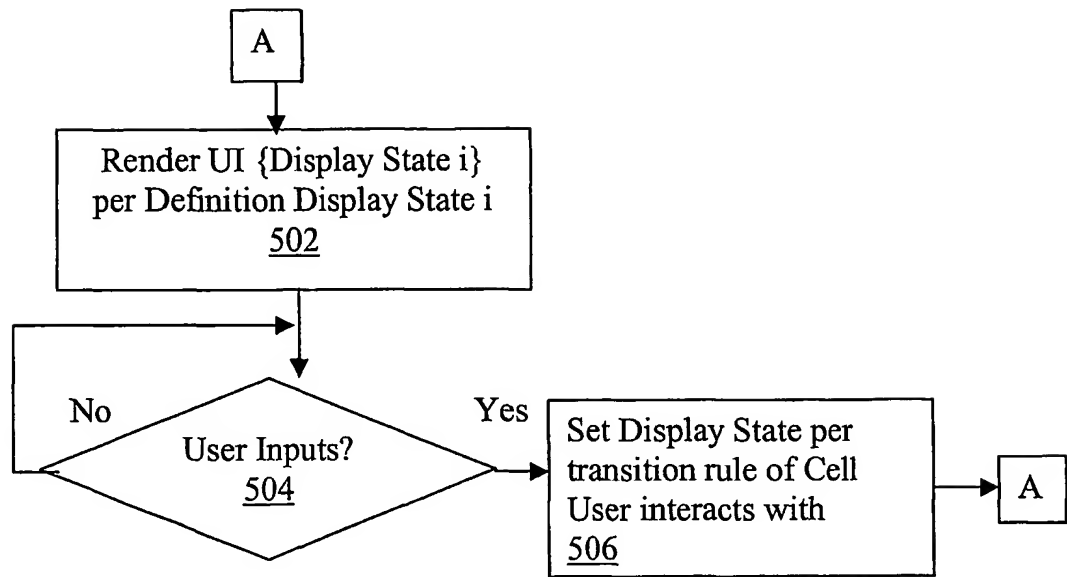 A
Render UI {Display State i}
per Definition Display State i
502
No
Yes
User Inputs?
504
Set Display State per
transition rule of Cell
User interacts with
506
A